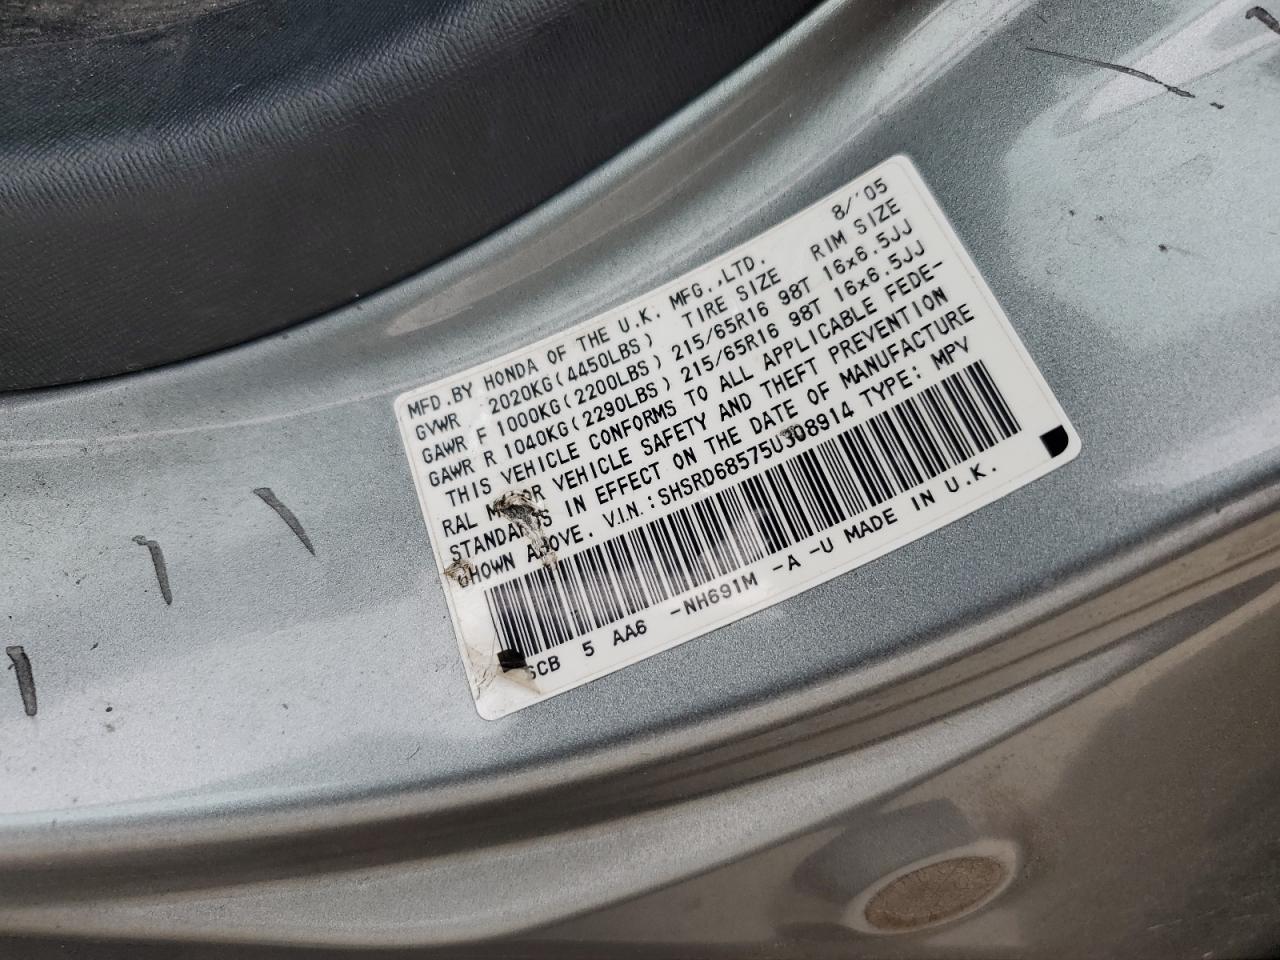 MFD.BY HONDA OF THE U.K. MFG.,LTD. 8/'05
GVWR 2020KG(4450LBS) TIRE SIZE RIM SIZE
GAWR F 1000KG(2200LBS) 215/65R16 98T 16x6.5JJ
GAWR R 1040KG(2290LBS) 215/65R16 98T 16x6.5JJ
THIS VEHICLE CONFORMS TO ALL APPLICABLE FEDE-
RAL MOTOR VEHICLE SAFETY AND THEFT PREVENTION
STANDARDS IN EFFECT ON THE DATE OF MANUFACTURE
SHOWN ABOVE. V.I.N.:SHSRD68575U308914 TYPE: MPV
SCB 5 AA6 -NH691M -A -U MADE IN U.K.